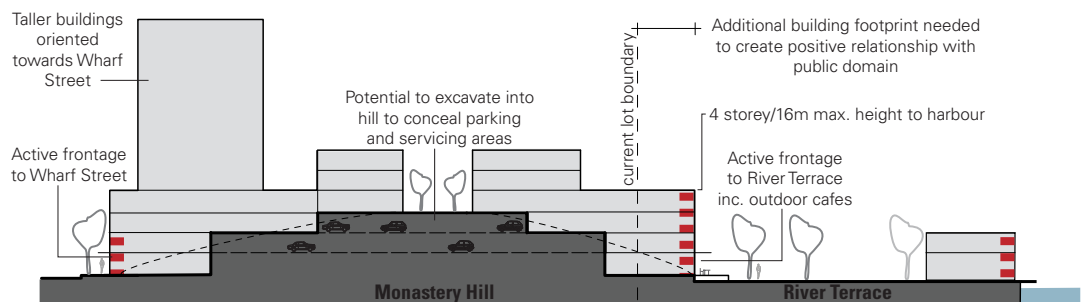 Taller buildings
oriented
towards Wharf
Street
Active frontage
to Wharf Street
Potential to excavate into
hill to conceal parking
and servicing areas
current lot boundary
Additional building footprint needed
to create positive relationship with
public domain
4 storey/16m max. height to harbour
Active frontage
to River Terrace
inc. outdoor cafes
Monastery Hill
River Terrace